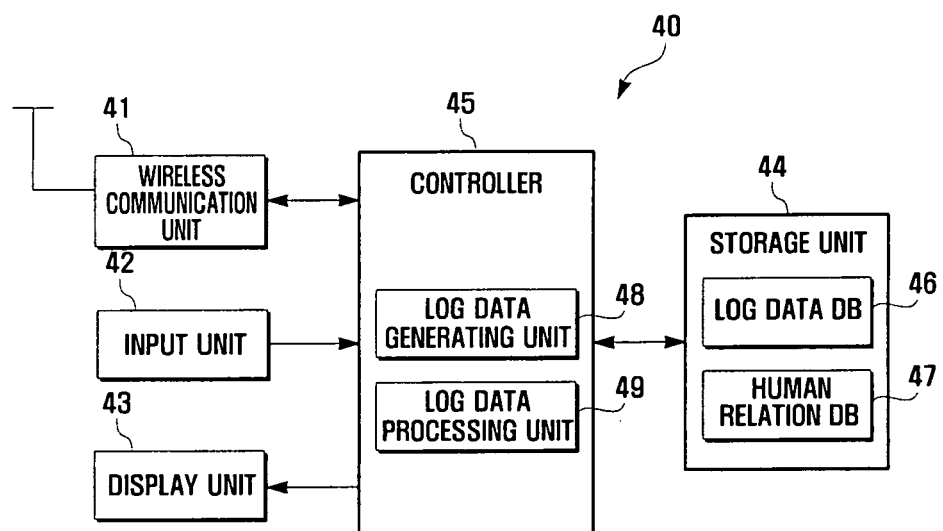 40
41
WIRELESS
COMMUNICATION
UNIT
42
INPUT UNIT
43
DISPLAY UNIT
45
CONTROLLER
LOG DATA
GENERATING UNIT
48
LOG DATA
PROCESSING UNIT
49
44
STORAGE UNIT
LOG DATA DB
46
HUMAN
RELATION DB
47